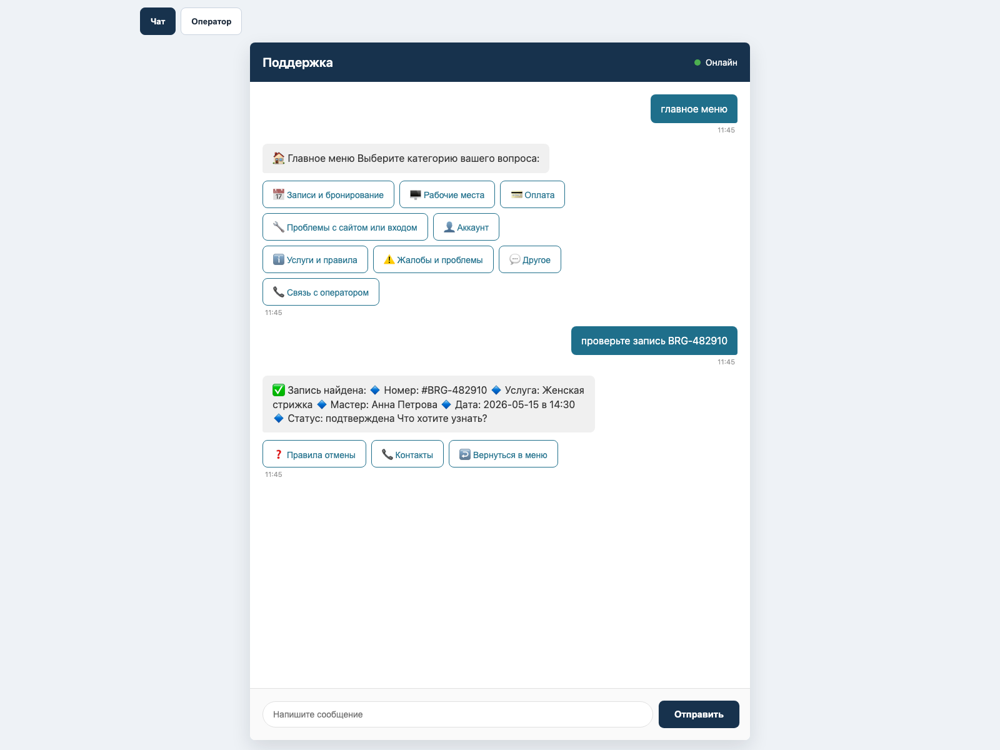 Чат
Оператор
Поддержка
Онлайн
главное меню
11:45
🏠 Главное меню Выберите категорию вашего вопроса:
📅 Записи и бронирование
🖥️ Рабочие места
💳 Оплата
🔧 Проблемы с сайтом или входом
👤 Аккаунт
ℹ️ Услуги и правила
⚠️ Жалобы и проблемы
💬 Другое
📞 Связь с оператором
11:45
проверьте запись BRG-482910
11:45
✅ Запись найдена: 🔷 Номер: #BRG-482910 🔷 Услуга: Женская
стрижка 🔷 Мастер: Анна Петрова 🔷 Дата: 2026-05-15 в 14:30
🔷 Статус: подтверждена Что хотите узнать?
❓ Правила отмены
📞 Контакты
↩️ Вернуться в меню
11:45
Напишите сообщение
Отправить